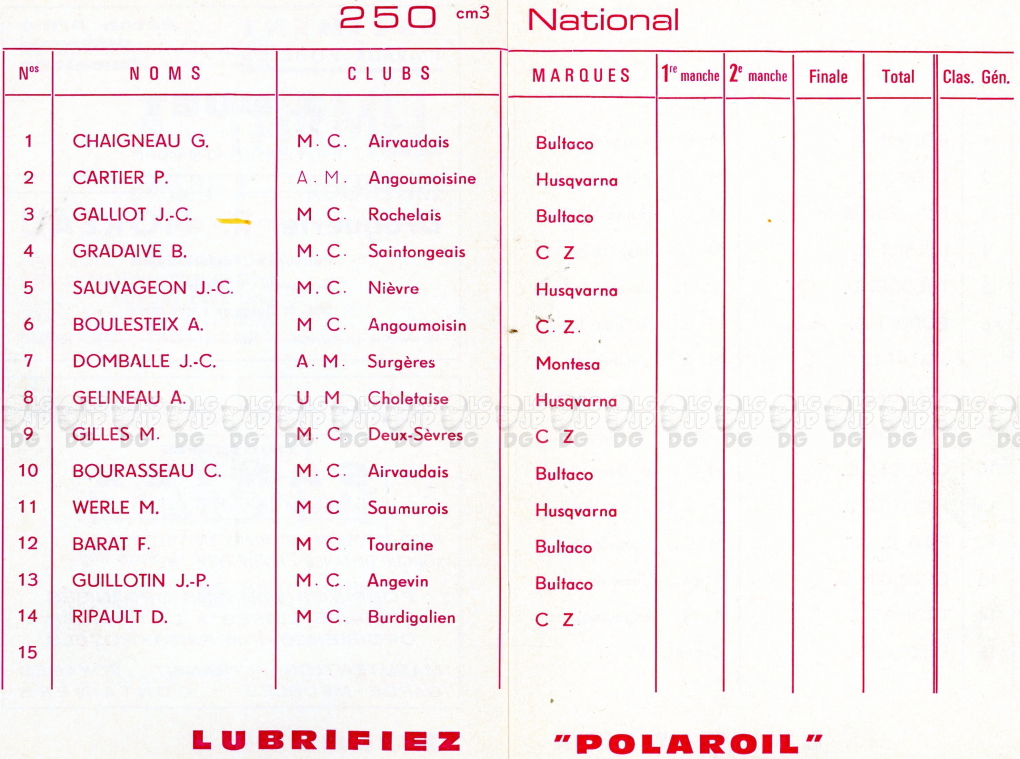 250 cm3 National
Nos NOMS CLUBS MARQUES 1re manche 2e manche Finale Total Clas. Gén.
1 CHAIGNEAU G. M. C. Airvaudais Bultaco
2 CARTIER P. A. M. Angoumoisine Husqvarna
3 GALLIOT J.-C. M C. Rochelais Bultaco
4 GRADAIVE B. M. C. Saintongeais C Z
5 SAUVAGEON J.-C. M. C. Nièvre Husqvarna
6 BOULESTEIX A. M C. Angoumoisin C. Z.
7 DOMBALLE J.-C. A. M. Surgères Montesa
8 GELINEAU A. U M Choletaise Husqvarna
9 GILLES M. M. C. Deux-Sèvres C Z
10 BOURASSEAU C. M. C. Airvaudais Bultaco
11 WERLE M. M C Saumurois Husqvarna
12 BARAT F. M C. Touraine Bultaco
13 GUILLOTIN J.-P. M. C. Angevin Bultaco
14 RIPAULT D. M C. Burdigalien C Z
15
LUBRIFIEZ "POLAROIL"